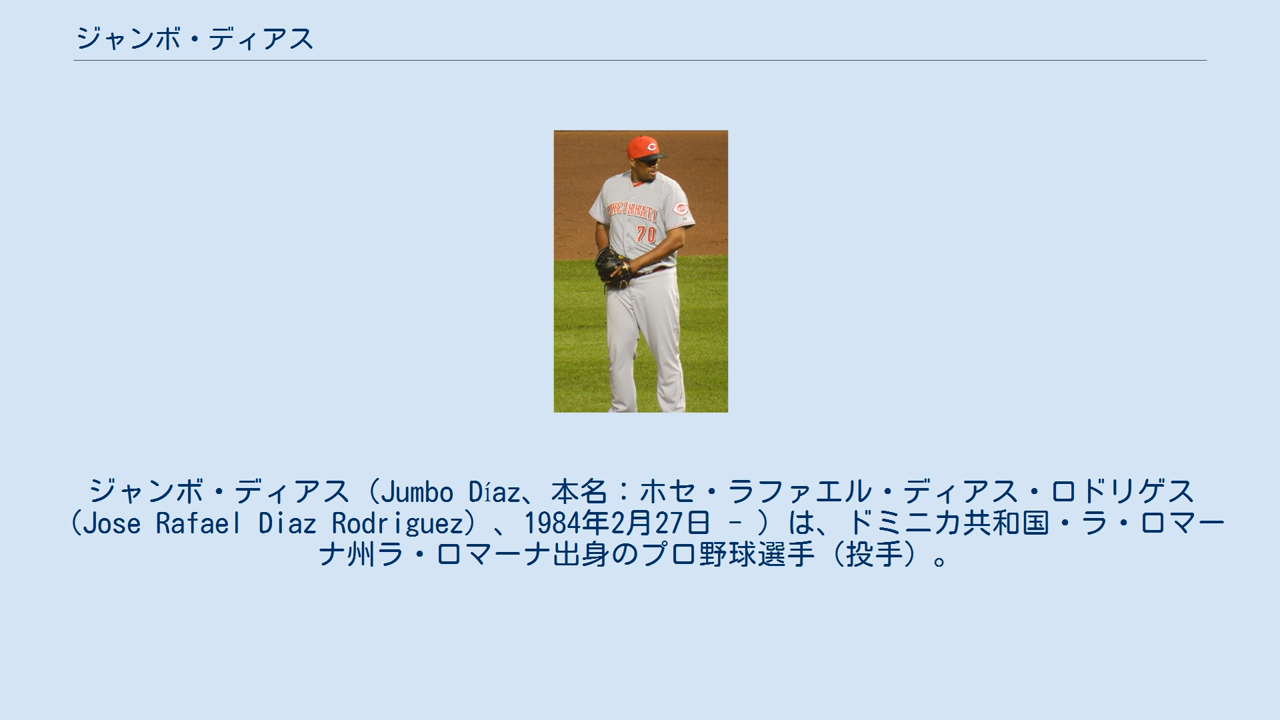 ジャンボ・ディアス
CINCINNATI
70
ジャンボ・ディアス（Jumbo Díaz、本名：ホセ・ラファエル・ディアス・ロドリゲス
（Jose Rafael Diaz Rodriguez）、1984年2月27日 - ）は、ドミニカ共和国・ラ・ロマー
ナ州ラ・ロマーナ出身のプロ野球選手（投手）。